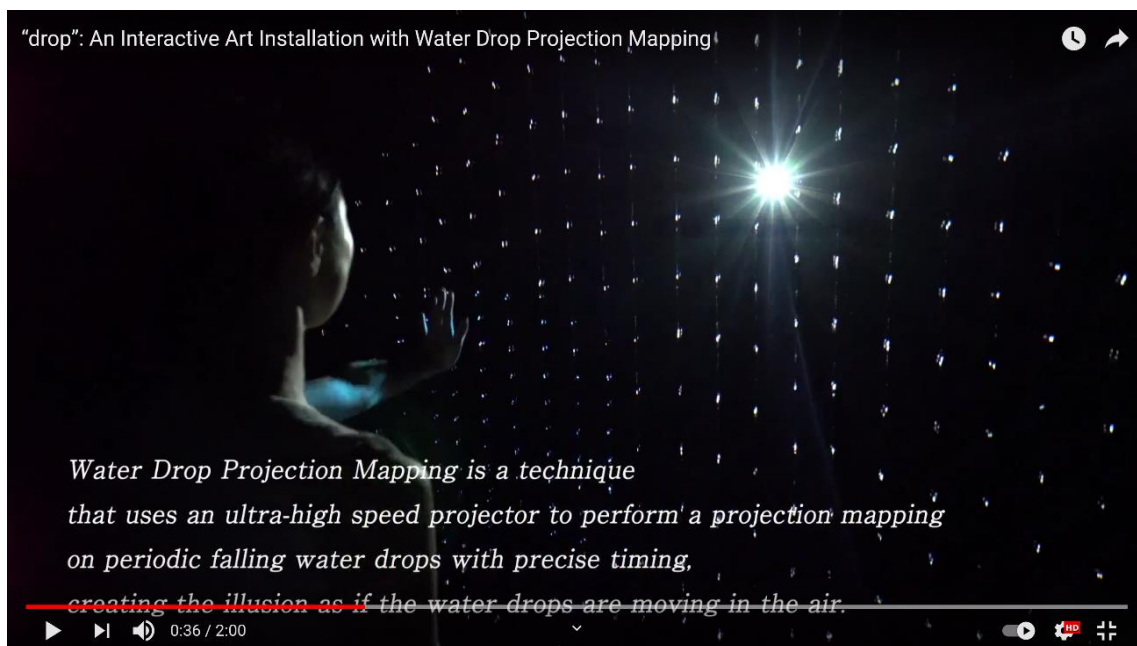 “drop”: An Interactive Art Installation with Water Drop Projection Mapping
Water Drop Projection Mapping is a technique
that uses an ultra-high speed projector to perform a projection mapping
on periodic falling water drops with precise timing,
creating the illusion as if the water drops are moving in the air.
0:36 / 2:00
HD